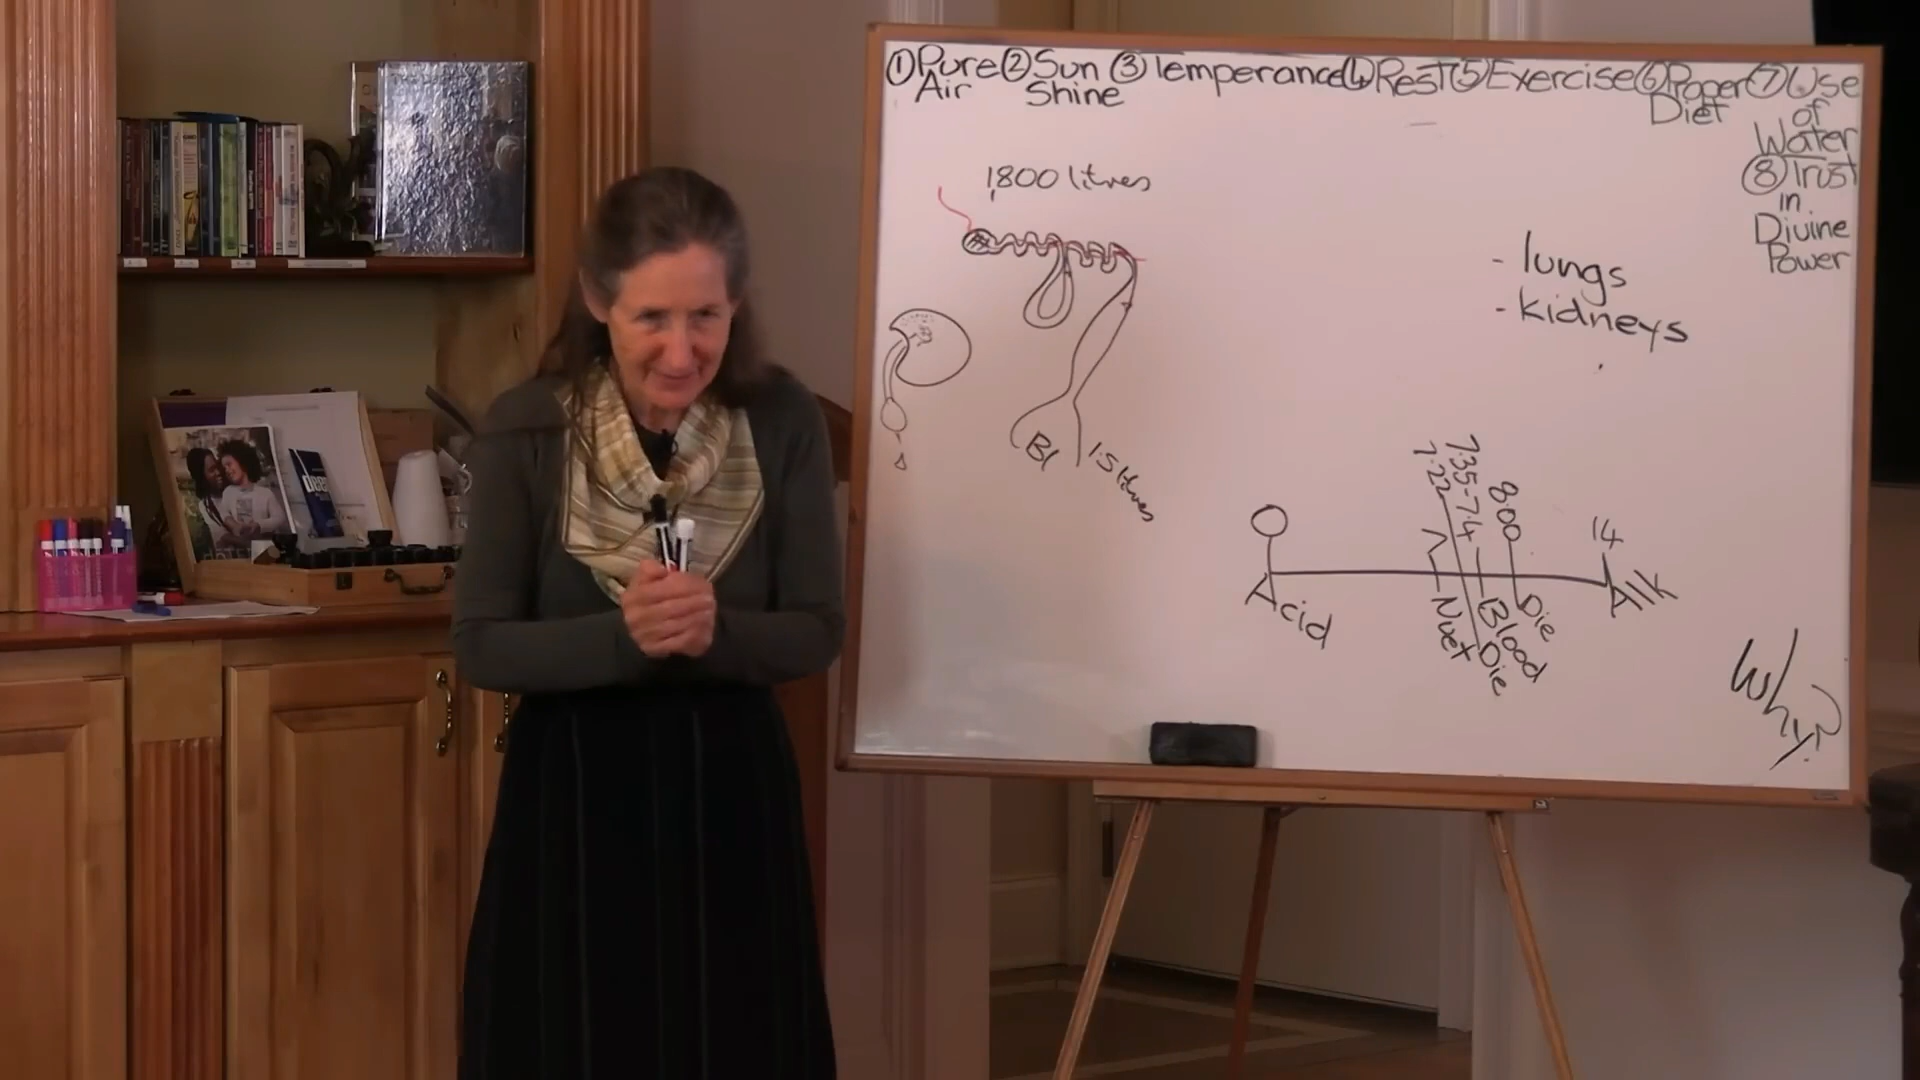 ①Pure ②Sun ③Temperance ④Rest ⑤Exercise ⑥Proper ⑦Use
Air Shine Diet of
Water
⑧Trust
in
Divine
Power
1800 litres
- lungs
- kidneys
Bl
1.5 litres
7.22
7.35-7.4
8.00
14
Acid
Nuet
Die
Blood
Die
Alk
Why?